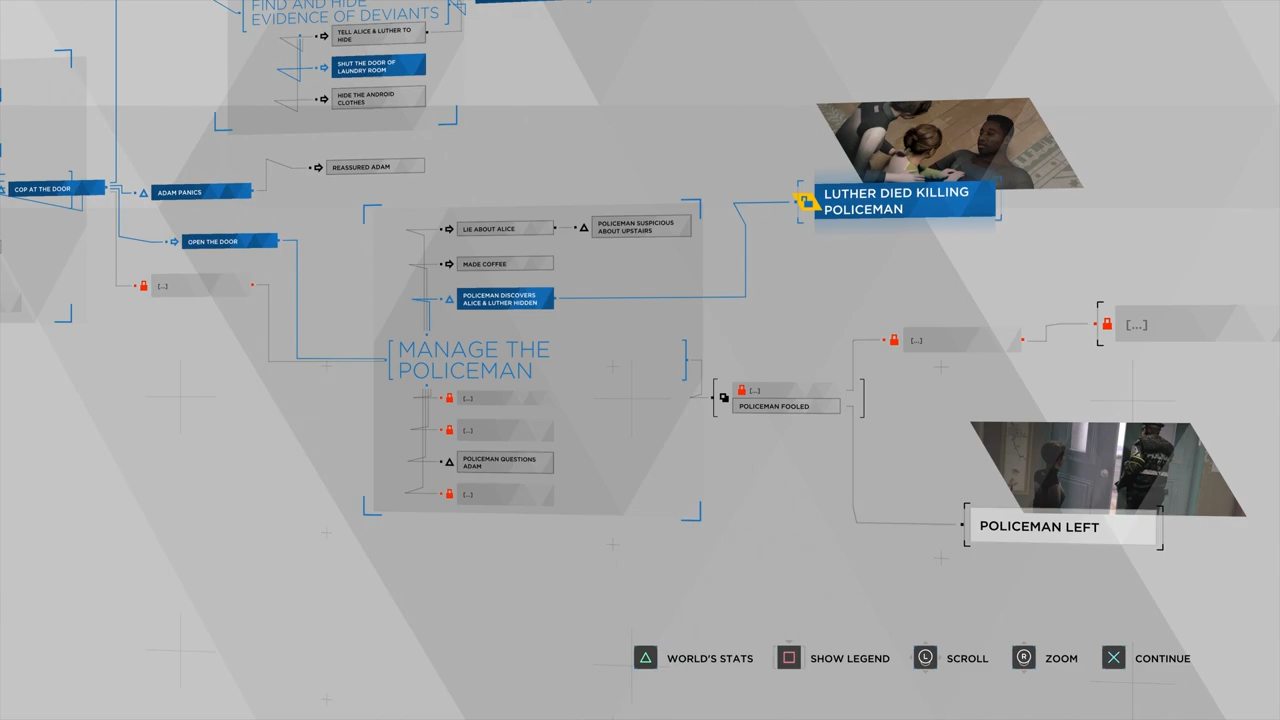 FIND AND HIDE
EVIDENCE OF DEVIANTS
TELL ALICE & LUTHER TO
HIDE
SHUT THE DOOR OF
LAUNDRY ROOM
HIDE THE ANDROID
CLOTHES
COP AT THE DOOR
ADAM PANICS
REASSURED ADAM
OPEN THE DOOR
[...]
LIE ABOUT ALICE
POLICEMAN SUSPICIOUS
ABOUT UPSTAIRS
MADE COFFEE
POLICEMAN DISCOVERS
ALICE & LUTHER HIDDEN
MANAGE THE
POLICEMAN
[...]
[...]
POLICEMAN QUESTIONS
ADAM
[...]
LUTHER DIED KILLING
POLICEMAN
[...]
POLICEMAN FOOLED
[...]
[...]
POLICEMAN LEFT
WORLD'S STATS
SHOW LEGEND
L
SCROLL
R
ZOOM
CONTINUE